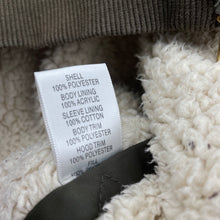 SHELL
100% POLYESTER
BODY LINING
100% ACRYLIC
SLEEVE LINING
100% COTTON
BODY TRIM
100% POLYESTER
HOOD TRIM
100% POLYESTER
FILL